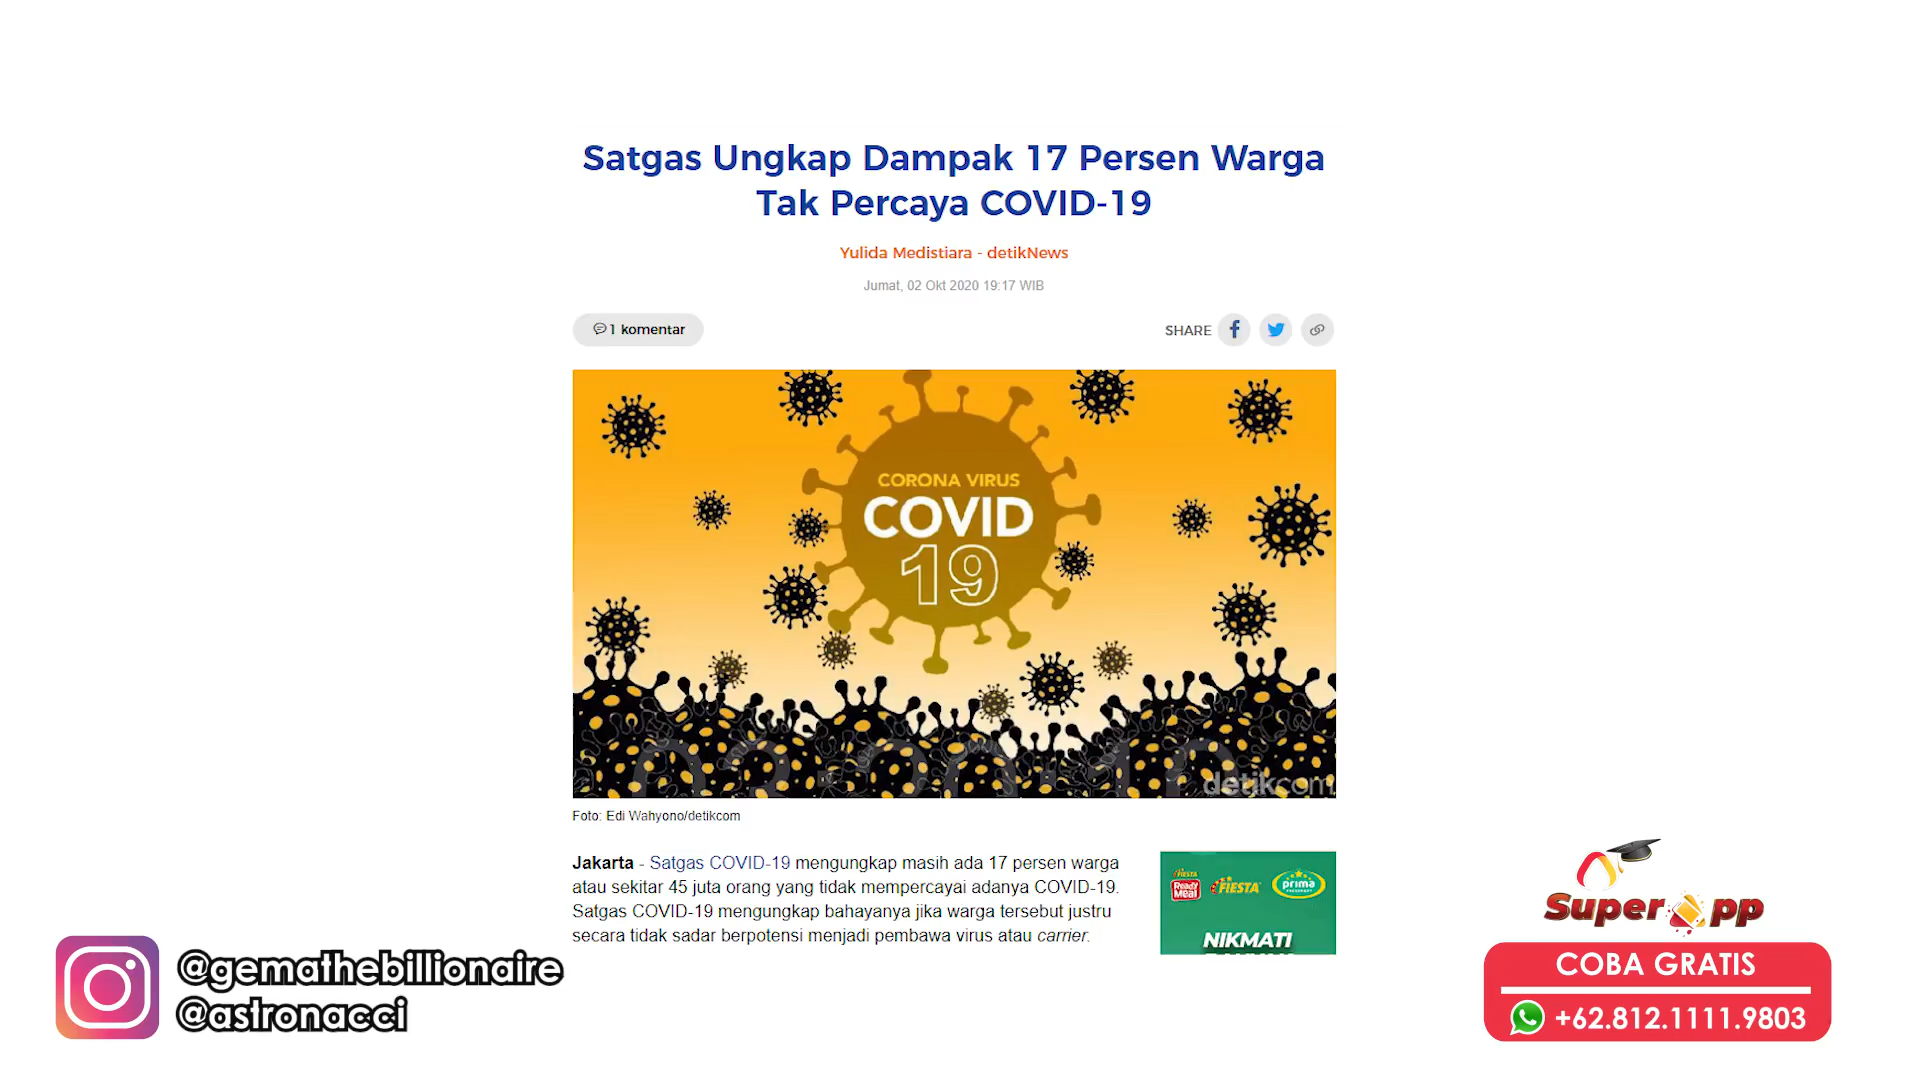 Satgas Ungkap Dampak 17 Persen Warga
Tak Percaya COVID-19
Yulida Medistiara - detikNews
Jumat, 02 Okt 2020 19:17 WIB
1 komentar
SHARE
CORONA VIRUS
COVID
19
detikcom
Foto: Edi Wahyono/detikcom
Jakarta - Satgas COVID-19 mengungkap masih ada 17 persen warga
atau sekitar 45 juta orang yang tidak mempercayai adanya COVID-19.
Satgas COVID-19 mengungkap bahayanya jika warga tersebut justru
secara tidak sadar berpotensi menjadi pembawa virus atau carrier.
FIESTA
Ready
Meal
FIESTA
prima
NIKMATI
@gemathebillionaire
@astronacci
Super App
COBA GRATIS
+62.812.1111.9803